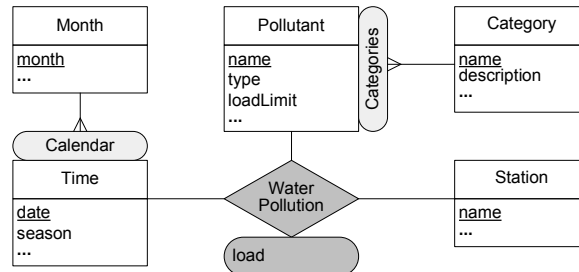 Month
month
...
Calendar
Time
date
season
...
Pollutant
name
type
loadLimit
...
Categories
Category
name
description
...
Water
Pollution
load
Station
name
...